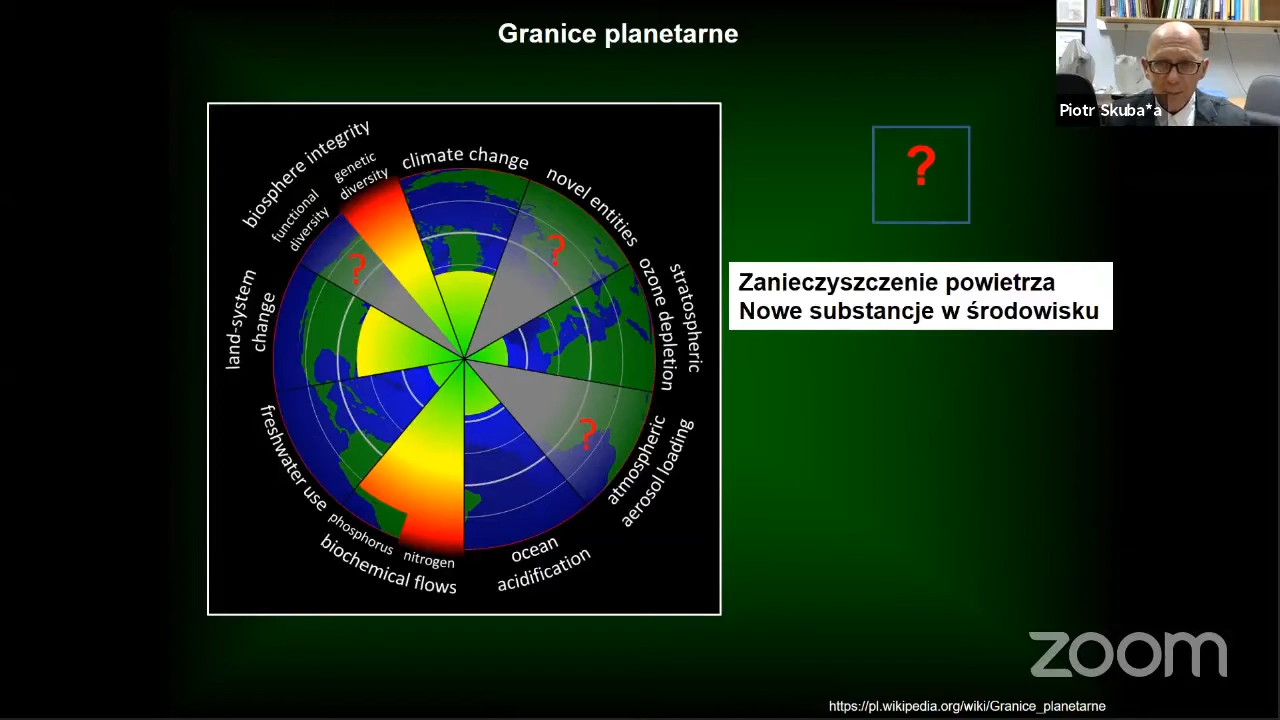 Granice planetarne
Piotr Skuba*a
?
Zanieczyszczenie powietrza
Nowe substancje w środowisku
biosphere integrity
functional
diversity
genetic
diversity
climate change
novel entities
stratospheric
ozone depletion
atmospheric
aerosol loading
ocean
acidification
biochemical flows
phosphorus
nitrogen
freshwater use
land-system
change
?
?
?
zoom
https://pl.wikipedia.org/wiki/Granice_planetarne